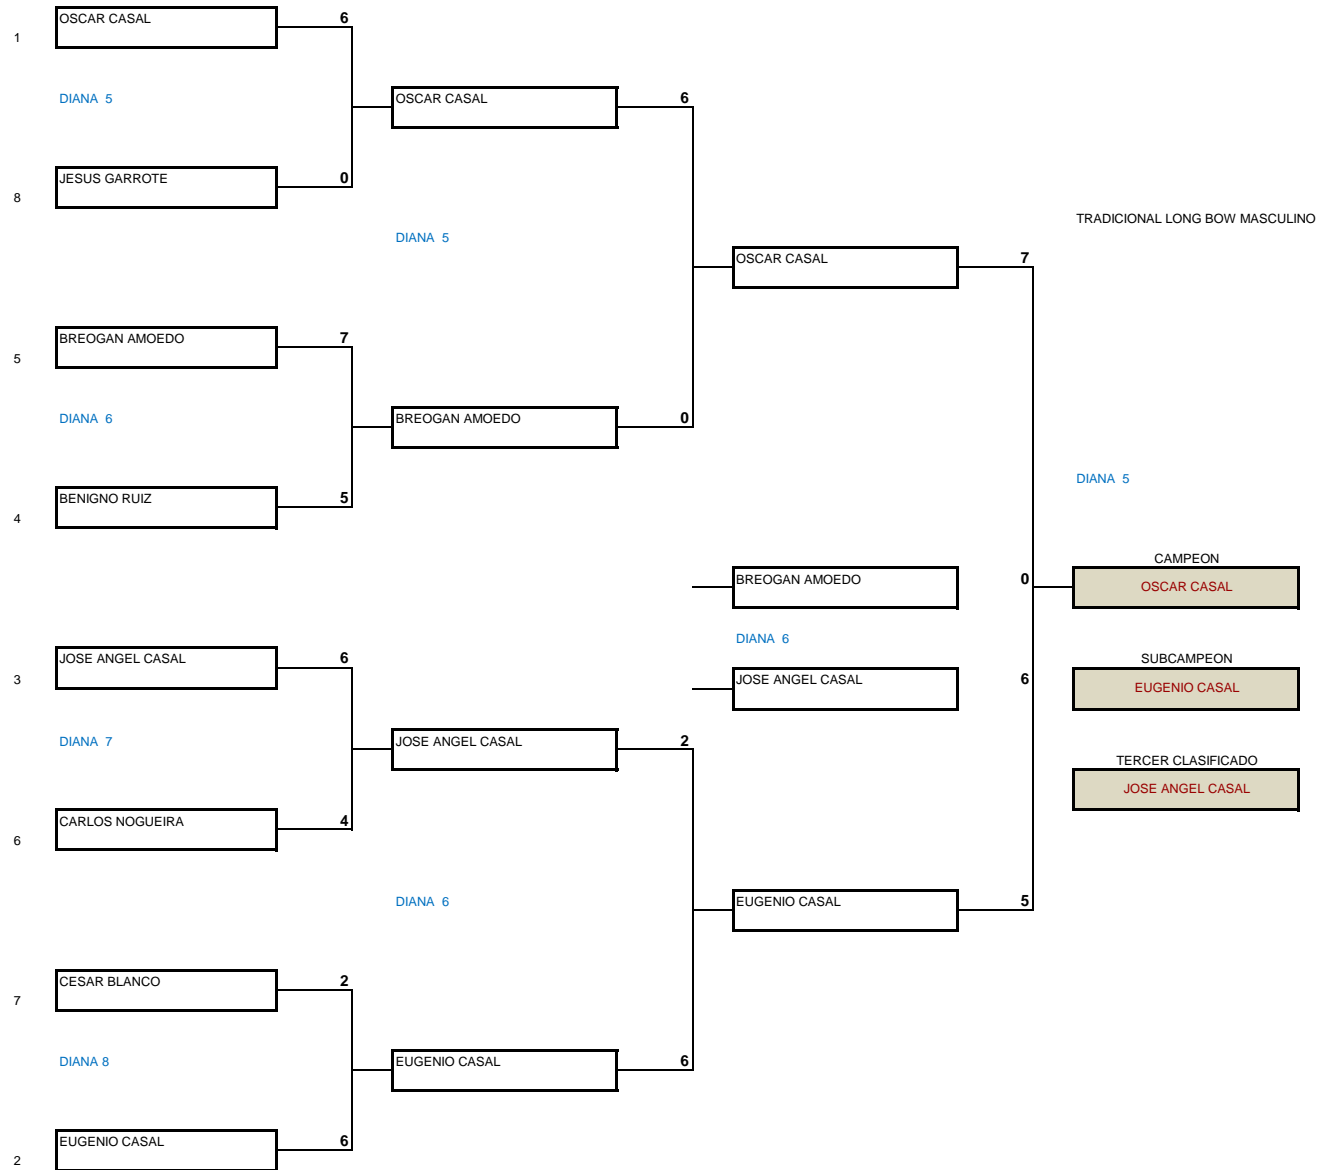 OSCAR CASAL 6
1
DIANA 5
OSCAR CASAL 6
JESUS GARROTE 0
8
TRADICIONAL LONG BOW MASCULINO
DIANA 5
OSCAR CASAL 7
BREOGAN AMOEDO 7
5
DIANA 6
BREOGAN AMOEDO 0
DIANA 5
BENIGNO RUIZ 5
4
CAMPEON
BREOGAN AMOEDO 0
OSCAR CASAL
DIANA 6
JOSE ANGEL CASAL 6
3
SUBCAMPEON
JOSE ANGEL CASAL 6
EUGENIO CASAL
DIANA 7
JOSE ANGEL CASAL 2
TERCER CLASIFICADO
JOSE ANGEL CASAL
CARLOS NOGUEIRA 4
6
DIANA 6
EUGENIO CASAL 5
CESAR BLANCO 2
7
DIANA 8
EUGENIO CASAL 6
EUGENIO CASAL 6
2